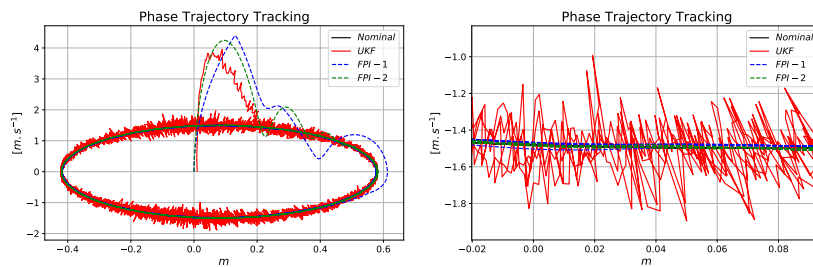 Phase Trajectory Tracking
Nominal
UKF
FPI − 1
FPI − 2
[m.s⁻¹]
4
3
2
1
0
−1
−2
−0.4 −0.2 0.0 0.2 0.4 0.6
m
Phase Trajectory Tracking
Nominal
UKF
FPI − 1
FPI − 2
[m.s⁻¹]
−1.0
−1.2
−1.4
−1.6
−1.8
−0.02 0.00 0.02 0.04 0.06 0.08
m